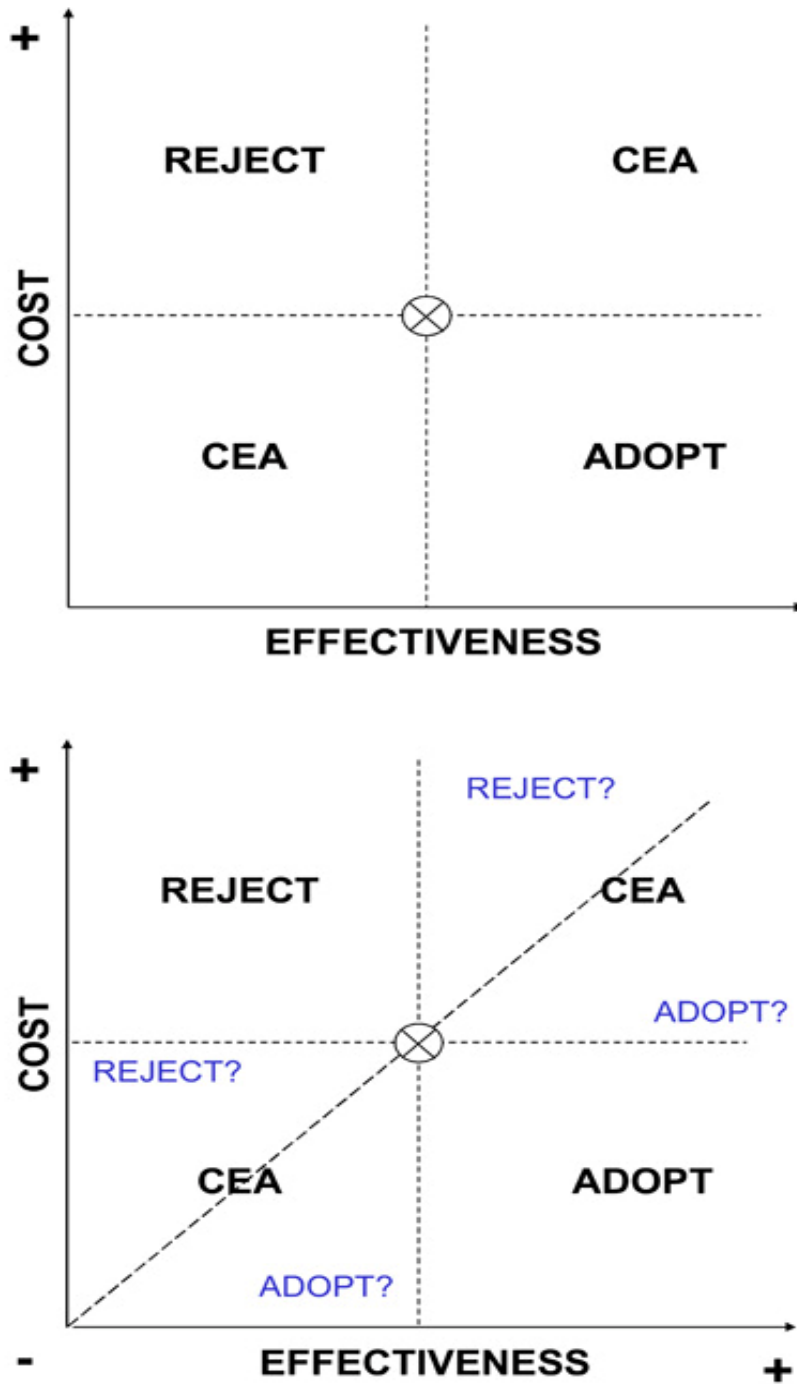 +
REJECT CEA
COST
CEA ADOPT
EFFECTIVENESS
+
REJECT?
REJECT CEA
COST
ADOPT?
REJECT?
CEA ADOPT
ADOPT?
- EFFECTIVENESS +